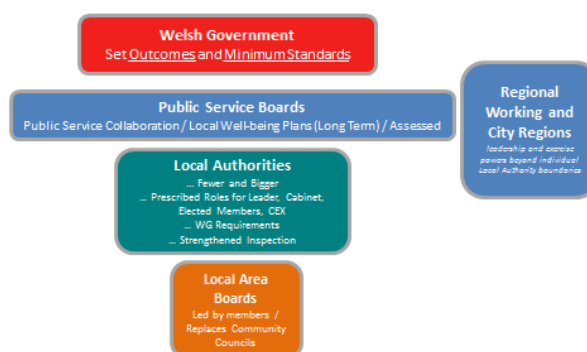 Welsh Government
Set Outcomes and Minimum Standards
Public Service Boards
Public Service Collaboration / Local Well-being Plans (Long Term) / Assessed
Regional
Working and
City Regions
leadership and exercise
powers beyond individual
Local Authority boundaries
Local Authorities
... Fewer and Bigger
... Prescribed Roles for Leader, Cabinet,
Elected Members, CEX
... WG Requirements
... Strengthened Inspection
Local Area
Boards
Led by members /
Replaces Community
Councils